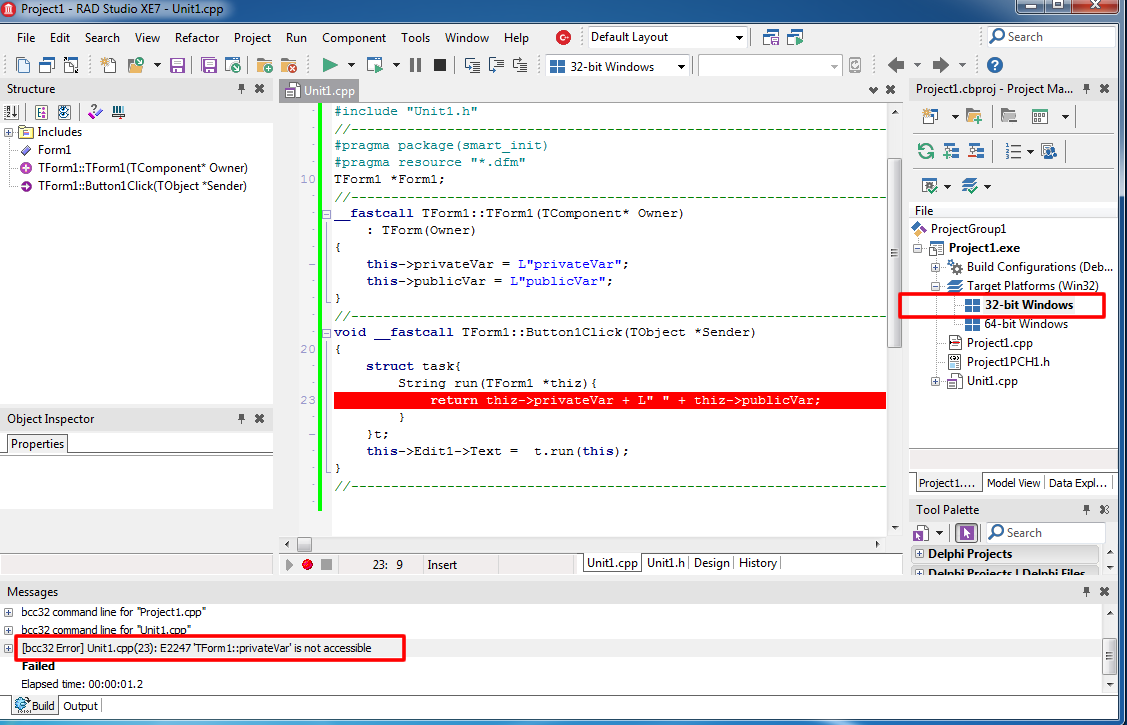 Project1 - RAD Studio XE7 - Unit1.cpp
File Edit Search View Refactor Project Run Component Tools Window Help Default Layout Search
32-bit Windows
Structure
Includes
Form1
TForm1::TForm1(TComponent* Owner)
TForm1::Button1Click(TObject *Sender)
Object Inspector
Properties
Unit1.cpp
#include "Unit1.h"
//--------------------------------------------------------------------
#pragma package(smart_init)
#pragma resource "*.dfm"
10 TForm1 *Form1;
//--------------------------------------------------------------------
__fastcall TForm1::TForm1(TComponent* Owner)
: TForm(Owner)
{
this->privateVar = L"privateVar";
this->publicVar = L"publicVar";
}
//--------------------------------------------------------------------
void __fastcall TForm1::Button1Click(TObject *Sender)
20 {
struct task{
String run(TForm1 *thiz){
23 return thiz->privateVar + L" " + thiz->publicVar;
}
}t;
this->Edit1->Text =  t.run(this);
}
//--------------------------------------------------------------------
23: 9 Insert Unit1.cpp Unit1.h Design History
Project1.cbproj - Project Ma...
File
ProjectGroup1
Project1.exe
Build Configurations (Deb...
Target Platforms (Win32)
32-bit Windows
64-bit Windows
Project1.cpp
Project1PCH1.h
Unit1.cpp
Project1.... Model View Data Expl...
Tool Palette
Search
Delphi Projects
Delphi Projects | Delphi Files
Messages
bcc32 command line for "Project1.cpp"
bcc32 command line for "Unit1.cpp"
[bcc32 Error] Unit1.cpp(23): E2247 'TForm1::privateVar' is not accessible
Failed
Elapsed time: 00:00:01.2
Build Output